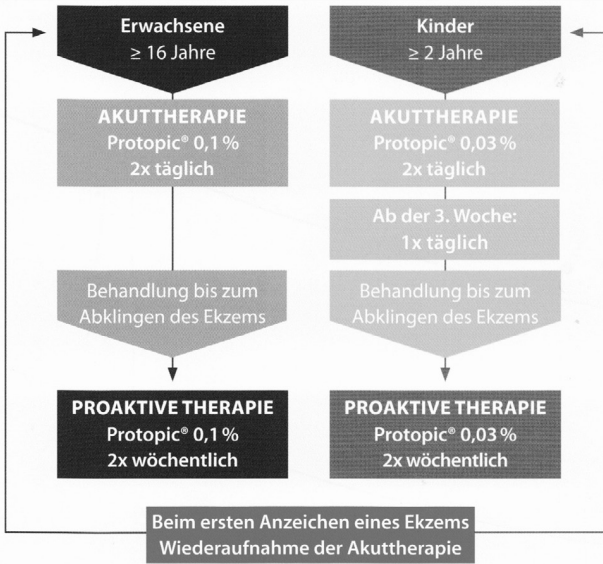 Erwachsene
≥ 16 Jahre
AKUTTHERAPIE
Protopic® 0,1 %
2x täglich
Behandlung bis zum
Abklingen des Ekzems
PROAKTIVE THERAPIE
Protopic® 0,1 %
2x wöchentlich
Kinder
≥ 2 Jahre
AKUTTHERAPIE
Protopic® 0,03 %
2x täglich
Ab der 3. Woche:
1x täglich
Behandlung bis zum
Abklingen des Ekzems
PROAKTIVE THERAPIE
Protopic® 0,03 %
2x wöchentlich
Beim ersten Anzeichen eines Ekzems
Wiederaufnahme der Akuttherapie